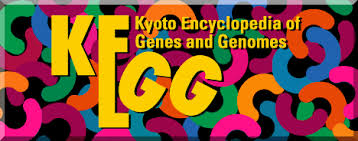 KEGG
Kyoto Encyclopedia of
Genes and Genomes